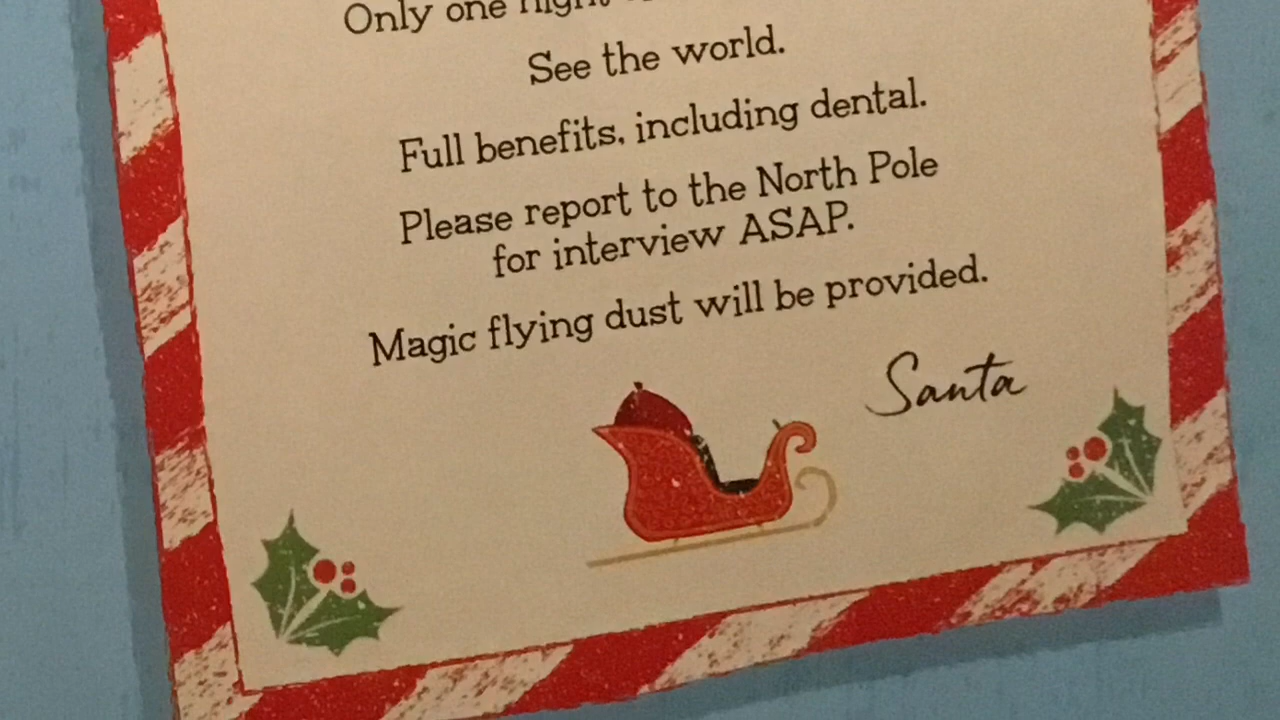 Only one night
See the world.
Full benefits, including dental.
Please report to the North Pole
for interview ASAP.
Magic flying dust will be provided.
Santa